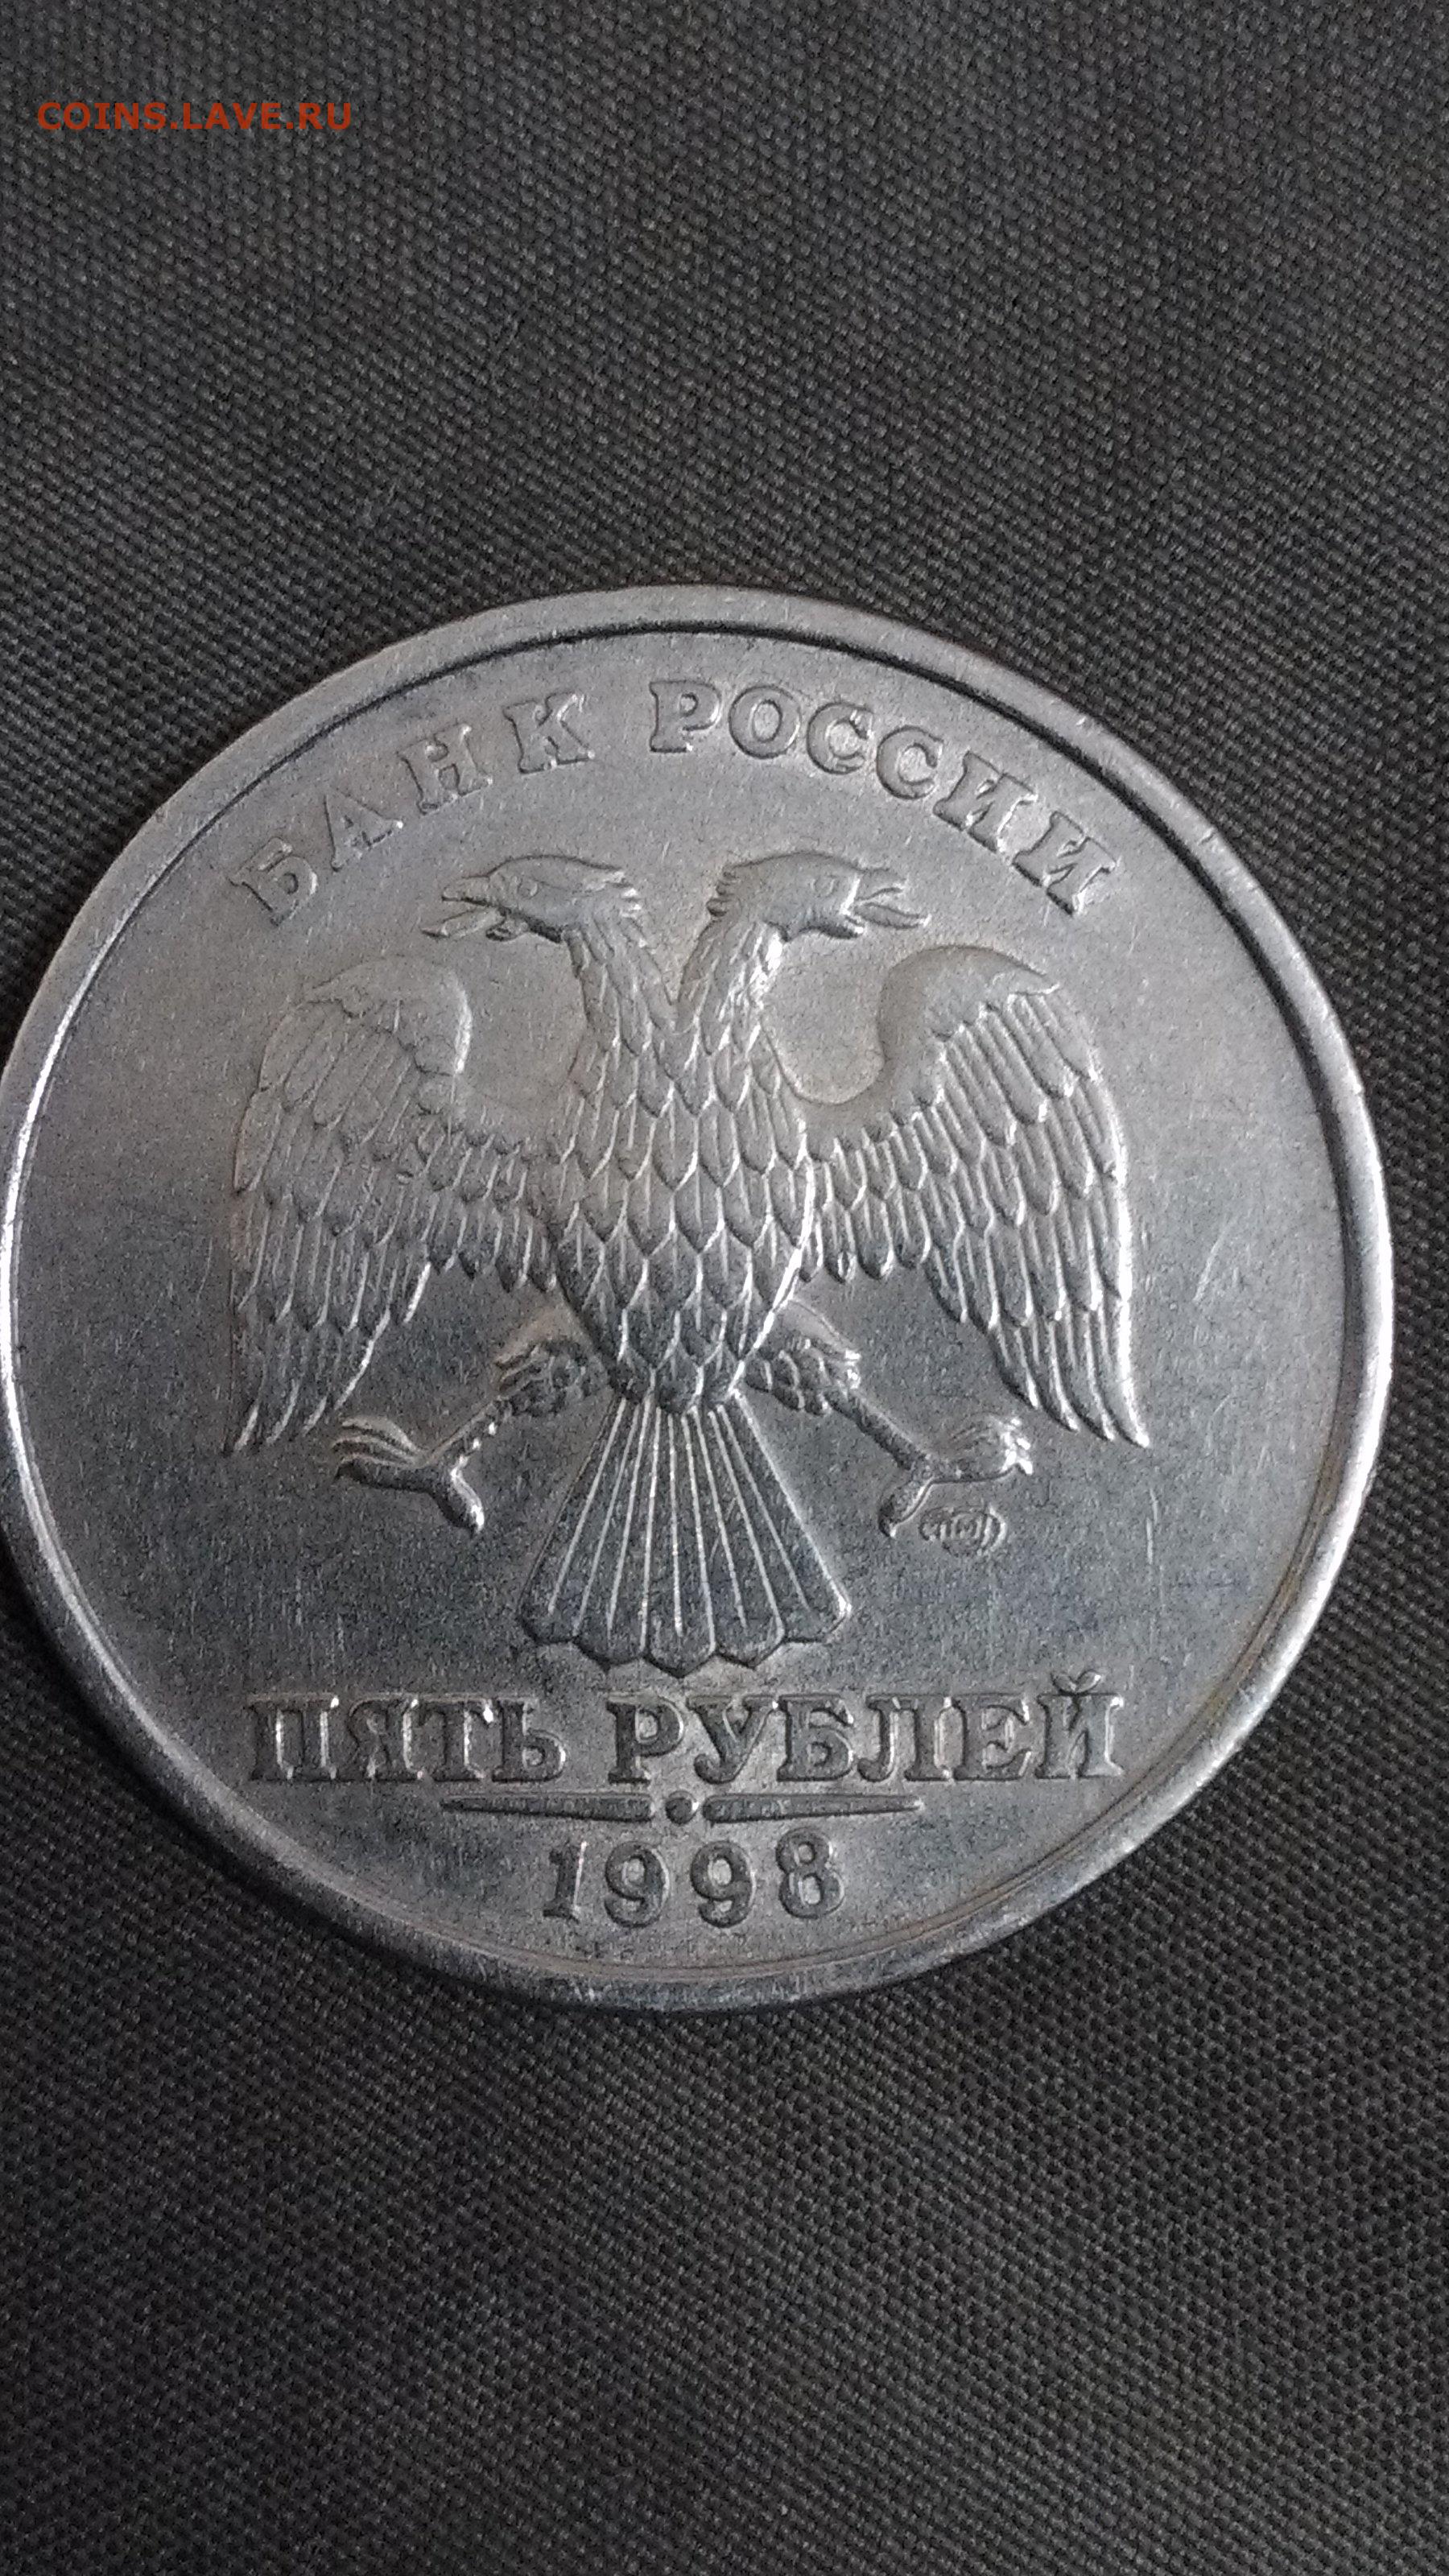 COINS.LAVE.RU
БАНК РОССИИ
ПЯТЬ РУБЛЕЙ
1998